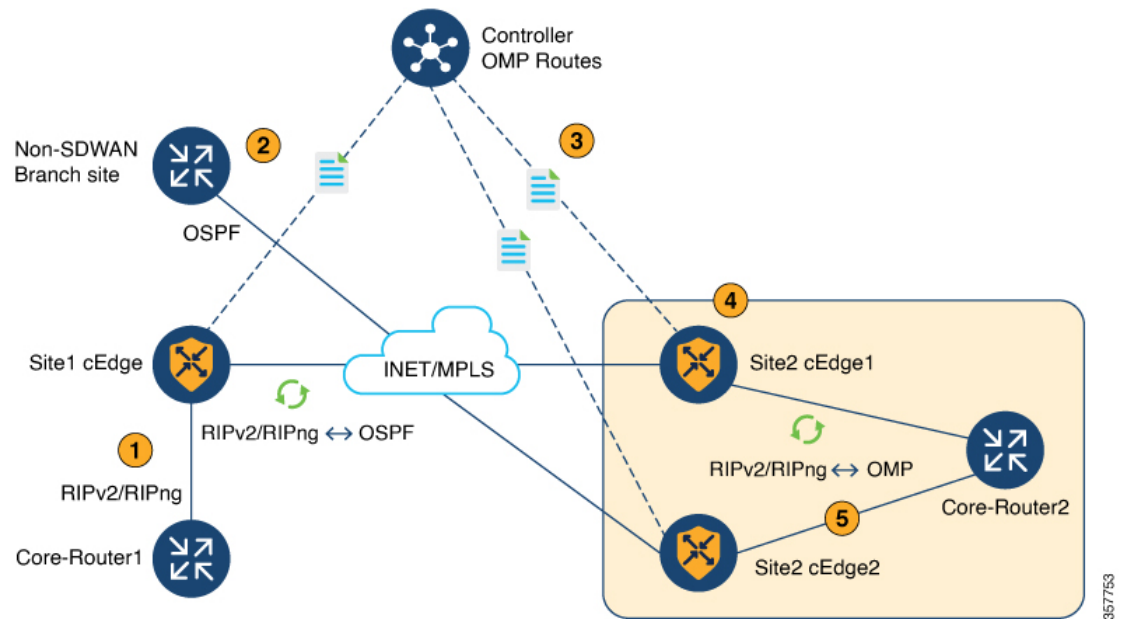 Controller
OMP Routes
2
3
Non-SDWAN
Branch site
OSPF
4
Site1 cEdge
INET/MPLS
Site2 cEdge1
RIPv2/RIPng ↔ OSPF
1
RIPv2/RIPng ↔ OMP
RIPv2/RIPng
Core-Router2
5
Core-Router1
Site2 cEdge2
357753